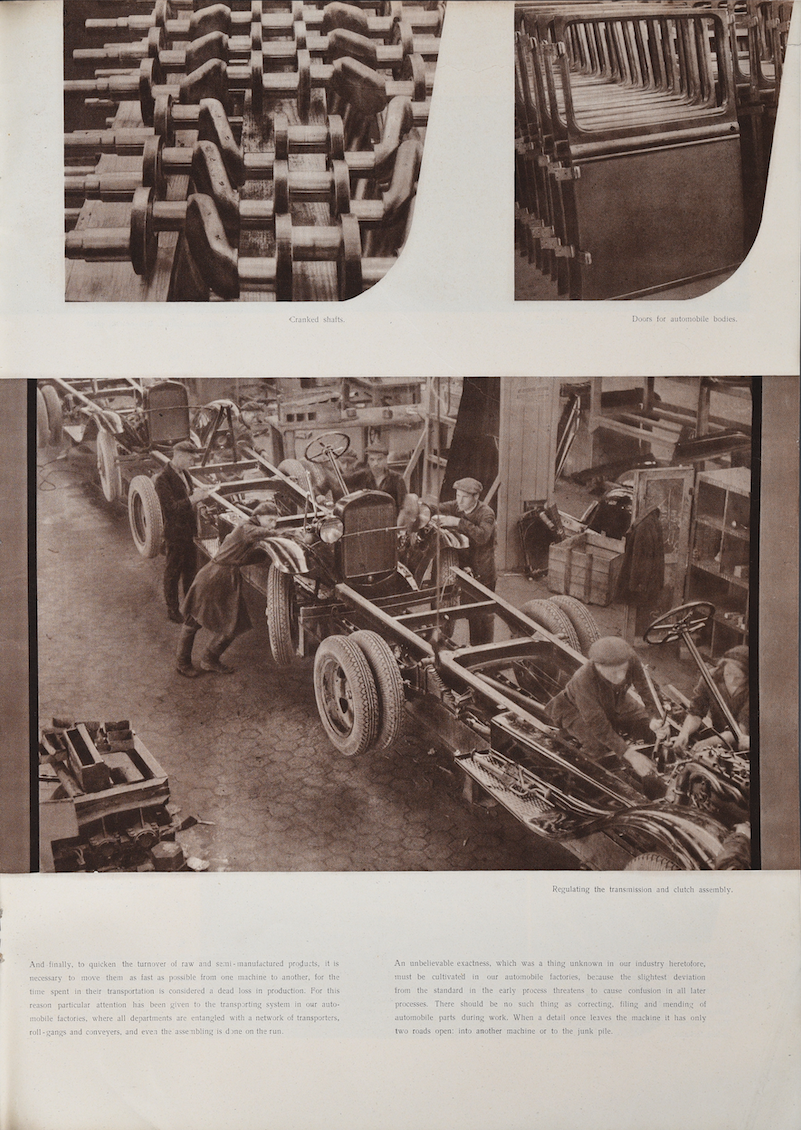 Cranked shafts.
Doors for automobile bodies.
Regulating the transmission and clutch assembly.
And finally, to quicken the turnover of raw and semi-manufactured products, it is
necessary to move them as fast as possible from one machine to another, for the
time spent in their transportation is considered a dead loss in production. For this
reason particular attention has been given to the transporting system in our auto-
mobile factories, where all departments are entangled with a network of transporters,
roll-gangs and conveyers, and even the assembling is done on the run.
An unbelievable exactness, which was a thing unknown in our industry heretofore,
must be cultivated in our automobile factories, because the slightest deviation
from the standard in the early process threatens to cause confusion in all later
processes. There should be no such thing as correcting, filing and mending of
automobile parts during work. When a detail once leaves the machine it has only
two roads open: into another machine or to the junk pile.